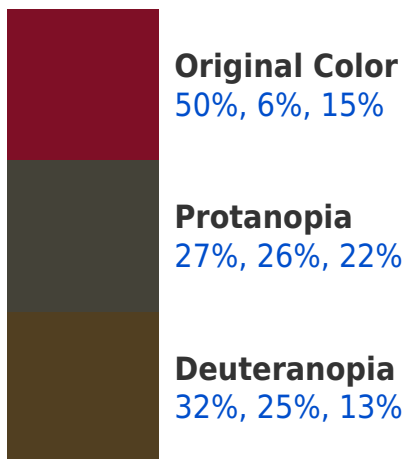 Original Color
50%, 6%, 15%
Protanopia
27%, 26%, 22%
Deuteranopia
32%, 25%, 13%